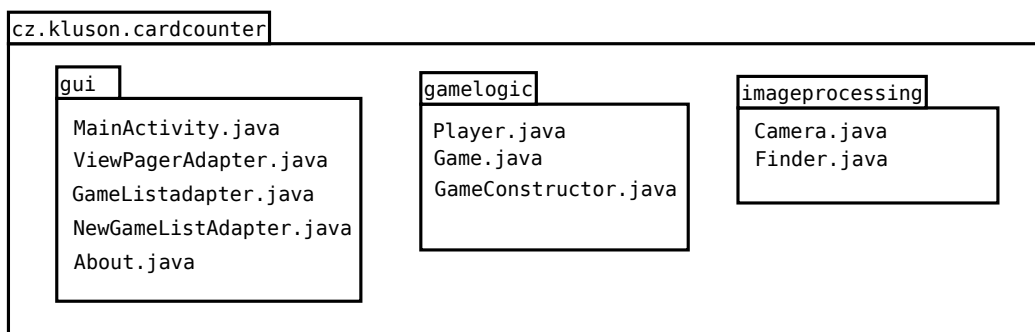 cz.kluson.cardcounter
gui
MainActivity.java
ViewPagerAdapter.java
GameListadapter.java
NewGameListAdapter.java
About.java
gamelogic
Player.java
Game.java
GameConstructor.java
imageprocessing
Camera.java
Finder.java